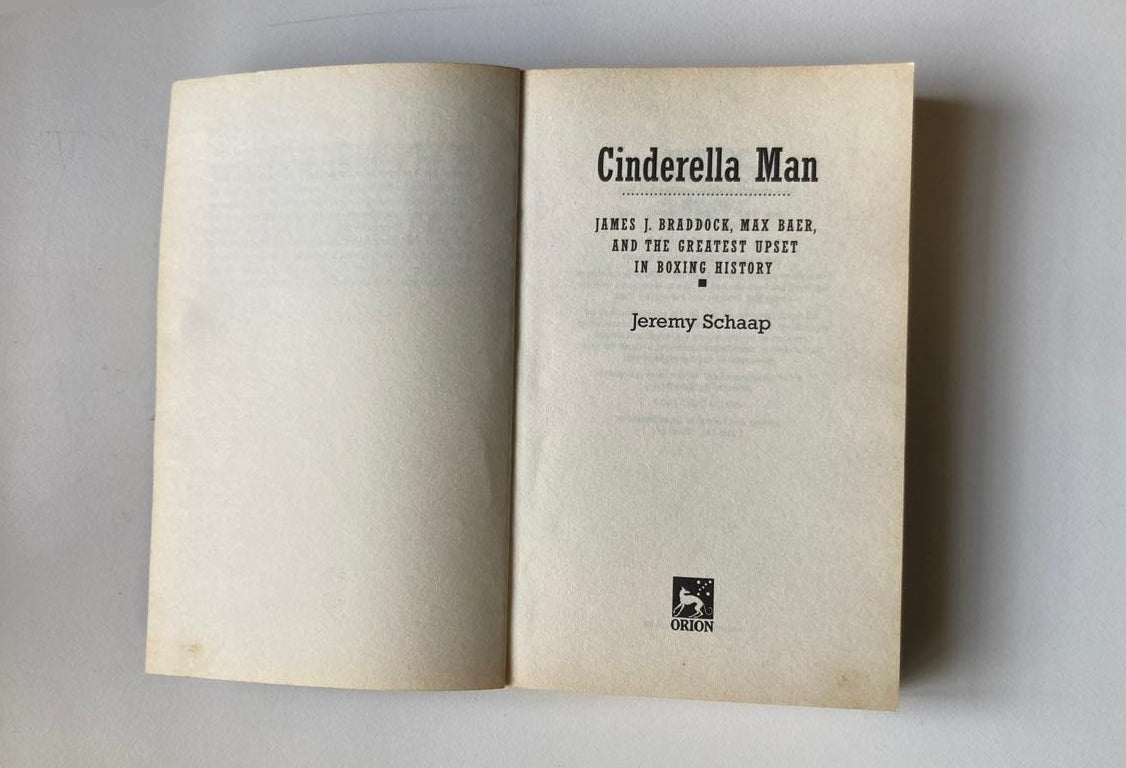 Cinderella Man
JAMES J. BRADDOCK, MAX BAER,
AND THE GREATEST UPSET
IN BOXING HISTORY
Jeremy Schaap
ORION